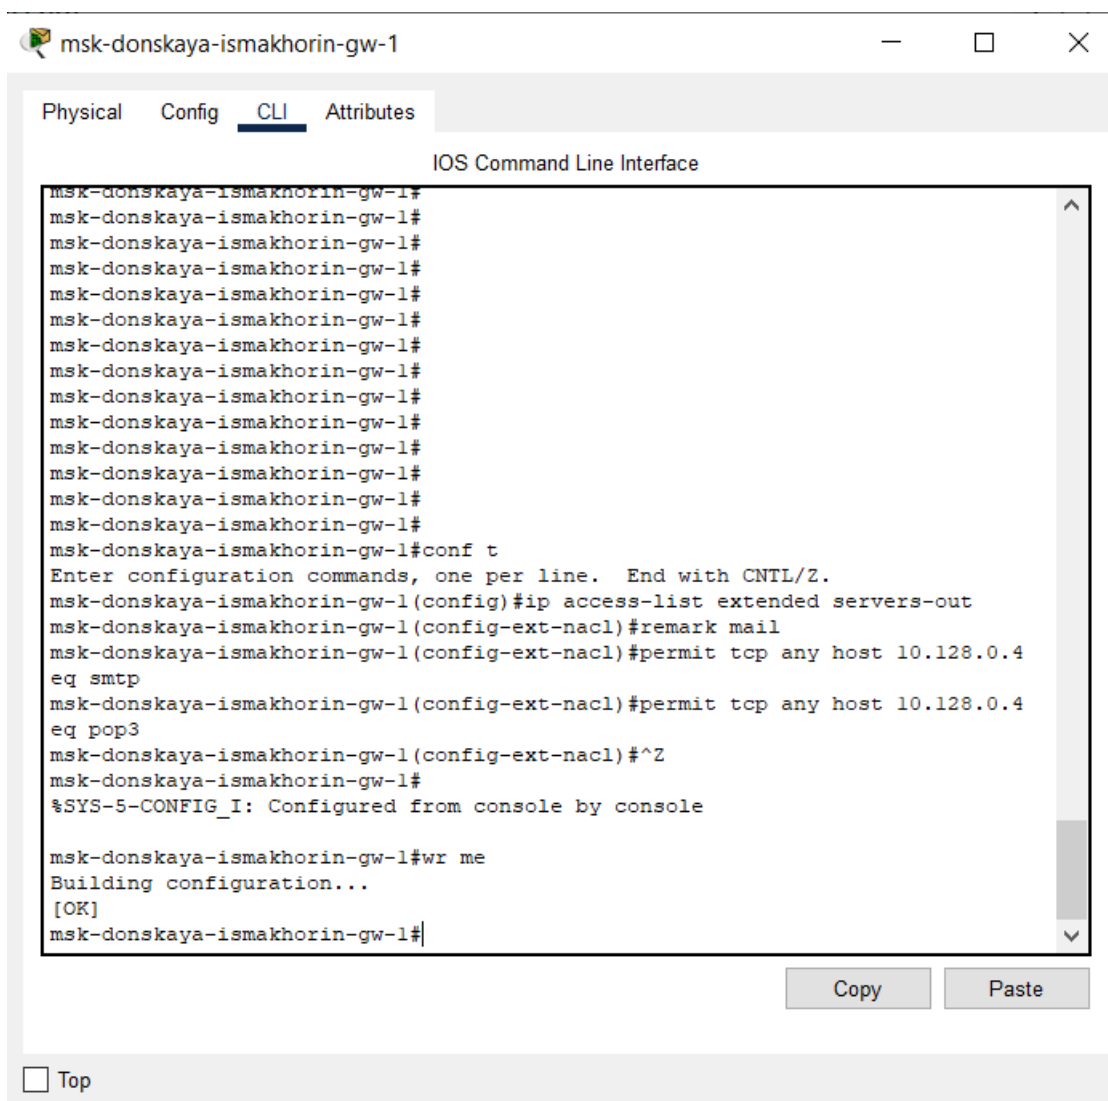 msk-donskaya-ismakhorin-gw-1
Physical Config CLI Attributes
IOS Command Line Interface
msk-donskaya-ismakhorin-gw-1#
msk-donskaya-ismakhorin-gw-1#
msk-donskaya-ismakhorin-gw-1#
msk-donskaya-ismakhorin-gw-1#
msk-donskaya-ismakhorin-gw-1#
msk-donskaya-ismakhorin-gw-1#
msk-donskaya-ismakhorin-gw-1#
msk-donskaya-ismakhorin-gw-1#
msk-donskaya-ismakhorin-gw-1#
msk-donskaya-ismakhorin-gw-1#
msk-donskaya-ismakhorin-gw-1#
msk-donskaya-ismakhorin-gw-1#
msk-donskaya-ismakhorin-gw-1#
msk-donskaya-ismakhorin-gw-1#
msk-donskaya-ismakhorin-gw-1#conf t
Enter configuration commands, one per line.  End with CNTL/Z.
msk-donskaya-ismakhorin-gw-1(config)#ip access-list extended servers-out
msk-donskaya-ismakhorin-gw-1(config-ext-nacl)#remark mail
msk-donskaya-ismakhorin-gw-1(config-ext-nacl)#permit tcp any host 10.128.0.4
eq smtp
msk-donskaya-ismakhorin-gw-1(config-ext-nacl)#permit tcp any host 10.128.0.4
eq pop3
msk-donskaya-ismakhorin-gw-1(config-ext-nacl)#^Z
msk-donskaya-ismakhorin-gw-1#
%SYS-5-CONFIG_I: Configured from console by console
msk-donskaya-ismakhorin-gw-1#wr me
Building configuration...
[OK]
msk-donskaya-ismakhorin-gw-1#
Copy Paste
Top